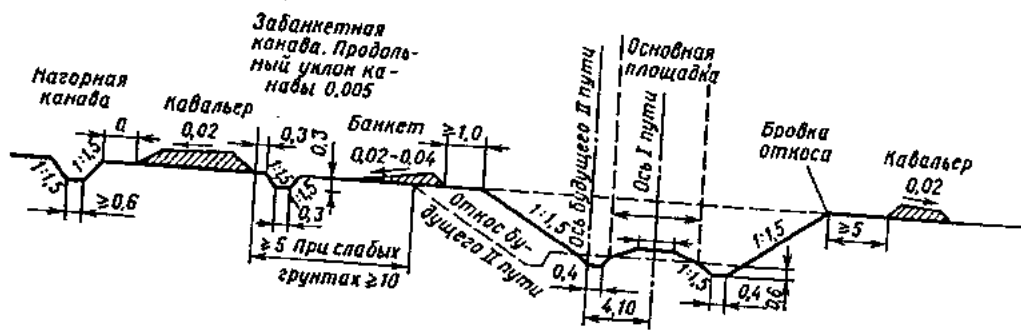 Забанкетная
канава. Продоль-
ный уклон ка-
навы 0,005
Нагорная
канава
Кавальер
0,02
a
1:1,5
1:1,5
≥0,6
0,3
0,3
1:1,5
1:1,5
0,3
Банкет
0,02-0,04
≥1,0
≥5 При слабых
грунтах ≥10
Откос бу-
дущего II пути
1:1,5
Ось будущего II пути
Основная
площадка
Ось I пути
0,4
4,10
1:1,5
0,4
0,6
1:1,5
Бровка
откоса
≥5
Кавальер
0,02